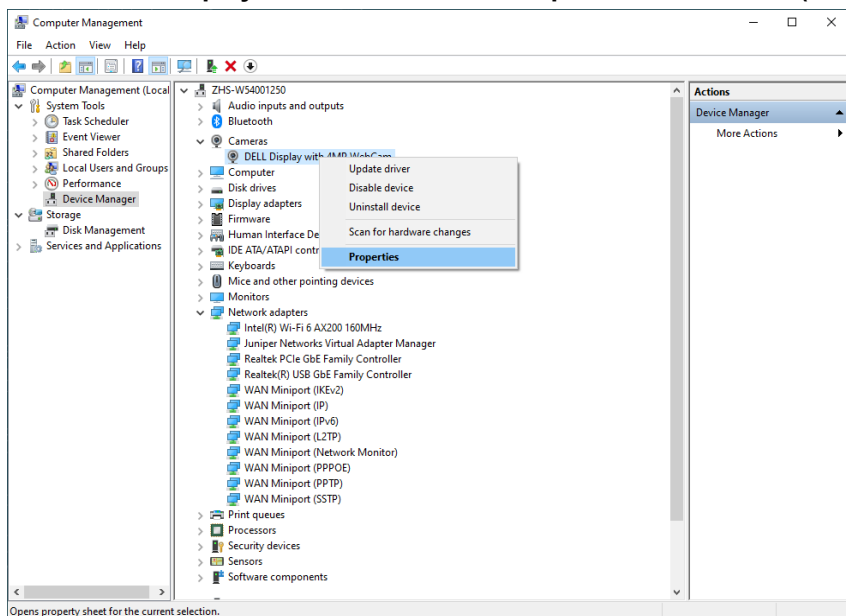 Computer Management
File Action View Help
Computer Management (Local
System Tools
Task Scheduler
Event Viewer
Shared Folders
Local Users and Groups
Performance
Device Manager
Storage
Disk Management
Services and Applications
ZHS-W54001250
Audio inputs and outputs
Bluetooth
Cameras
DELL Display with 4MP WebCam
Computer
Disk drives
Display adapters
Firmware
Human Interface De
IDE ATA/ATAPI contr
Keyboards
Mice and other pointing devices
Monitors
Network adapters
Intel(R) Wi-Fi 6 AX200 160MHz
Juniper Networks Virtual Adapter Manager
Realtek PCIe GbE Family Controller
Realtek(R) USB GbE Family Controller
WAN Miniport (IKEv2)
WAN Miniport (IP)
WAN Miniport (IPv6)
WAN Miniport (L2TP)
WAN Miniport (Network Monitor)
WAN Miniport (PPPOE)
WAN Miniport (PPTP)
WAN Miniport (SSTP)
Print queues
Processors
Security devices
Sensors
Software components
Update driver
Disable device
Uninstall device
Scan for hardware changes
Properties
Actions
Device Manager
More Actions
Opens property sheet for the current selection.